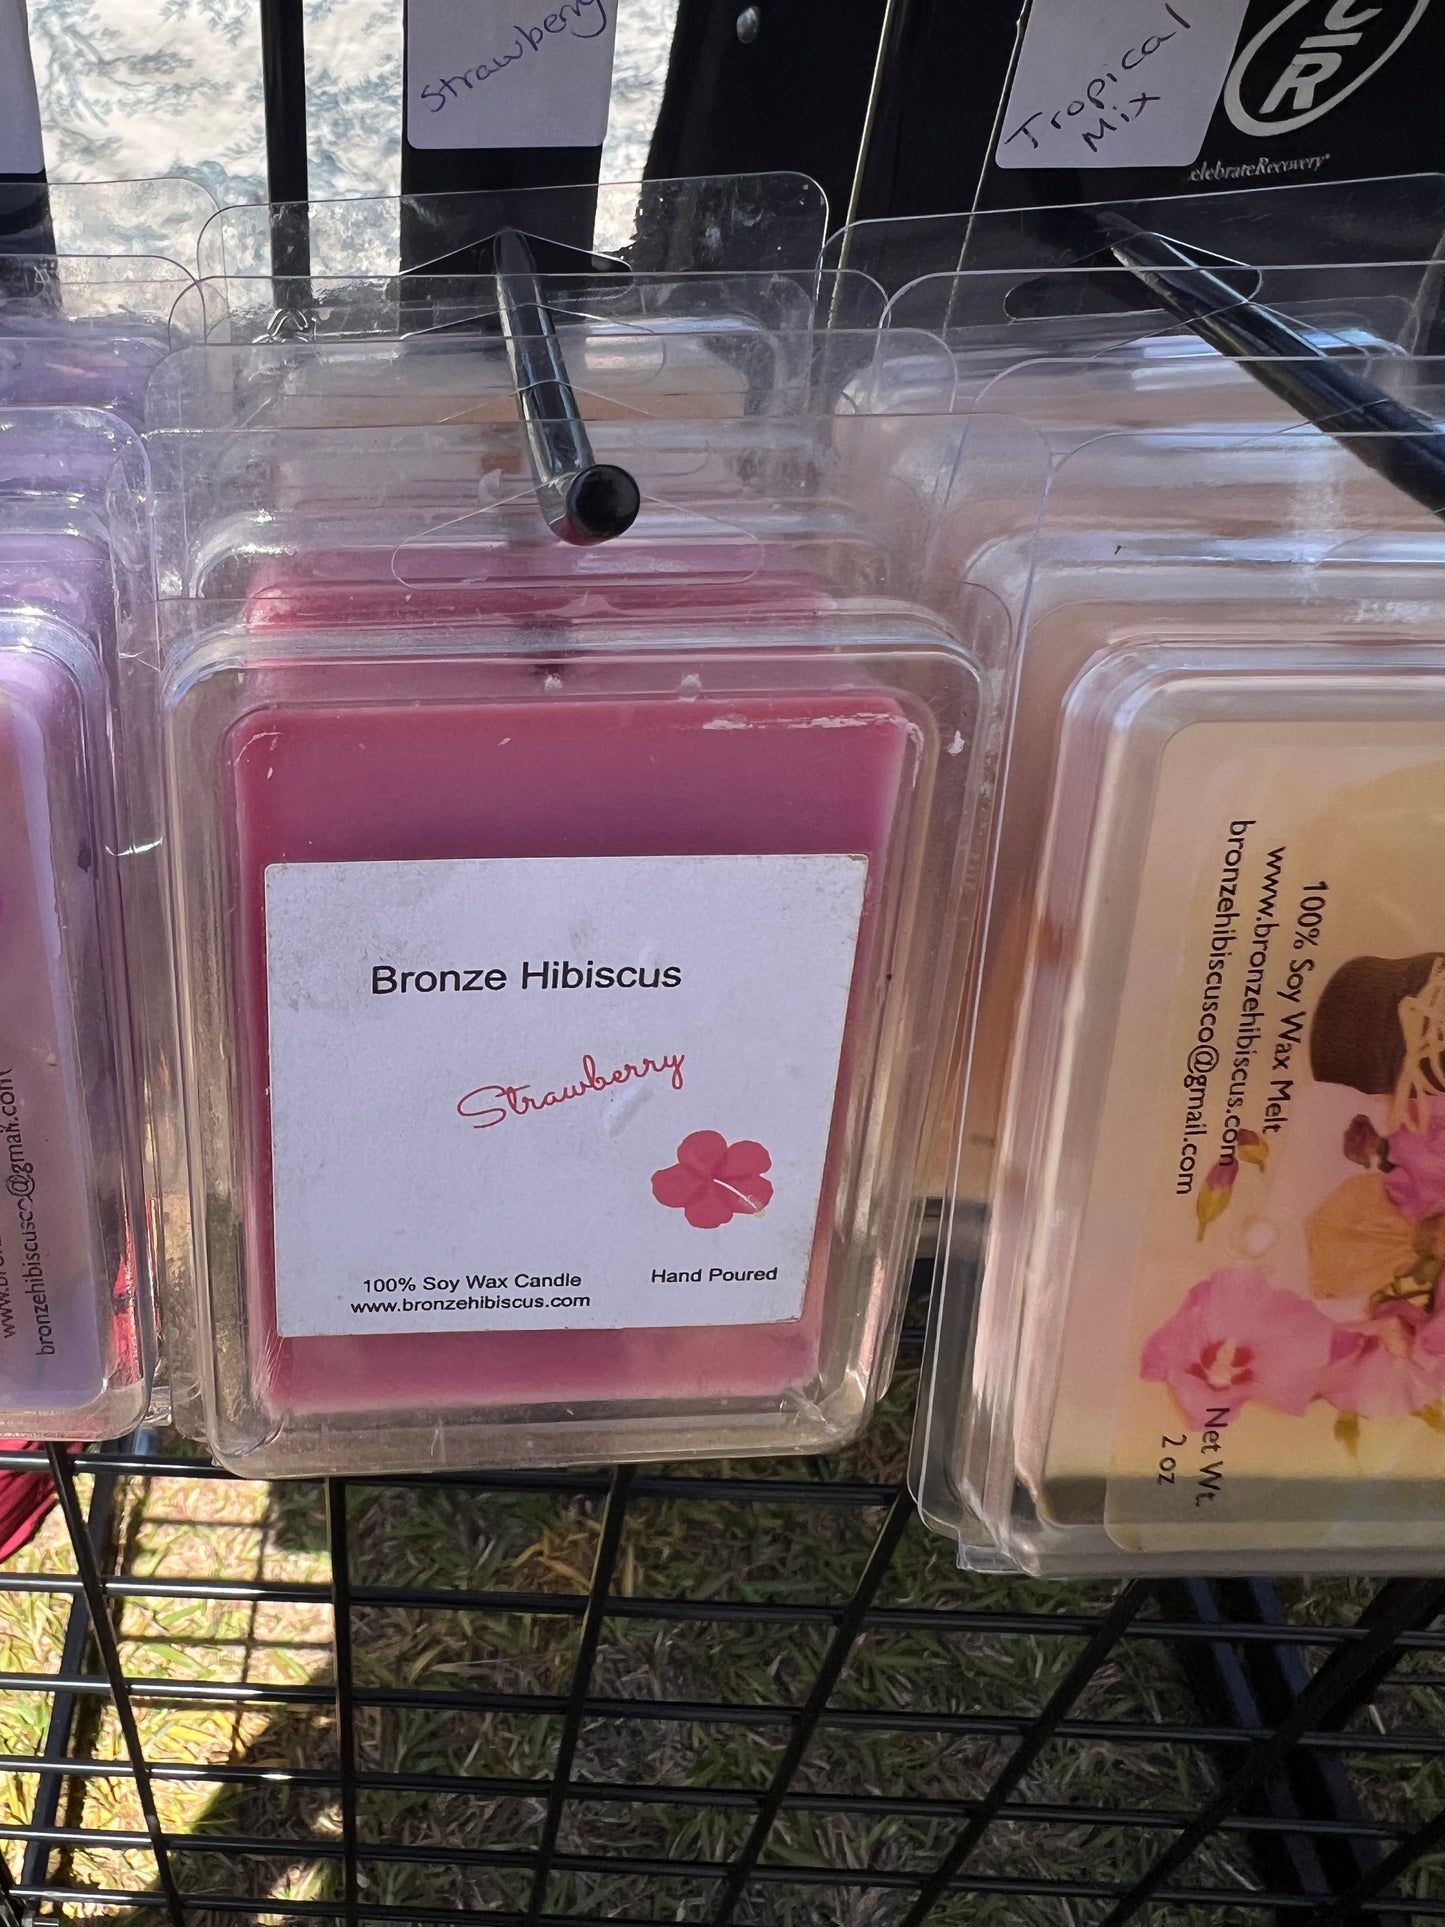 Strawberry
Tropical
Mix
CR
elebrateRecovery
Bronze Hibiscus
Strawberry
100% Soy Wax Candle
www.bronzehibiscus.com
Hand Poured
100% Soy Wax Melt
www.bronzehibiscus.com
bronzehibiscusco@gmail.com
Net Wt.
2 oz
bronzehibiscusco@gmail.com